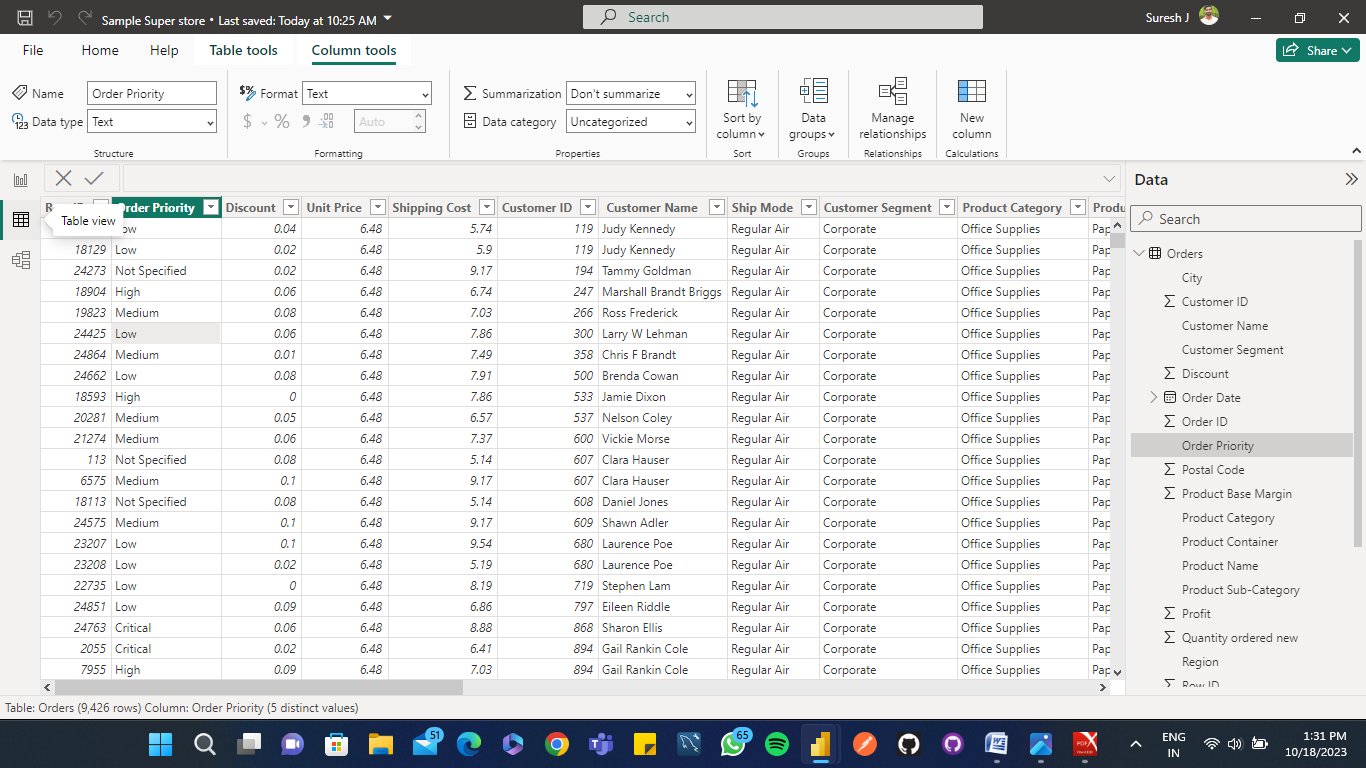 Sample Super store • Last saved: Today at 10:25 AM
Search
Suresh J
File Home Help Table tools Column tools
Share
Name Order Priority
Data type Text
Structure
$% Format Text
$ % 9 .00 Auto
Formatting
Σ Summarization Don't summarize
Data category Uncategorized
Properties
Sort by
column
Sort
Data
groups
Groups
Manage
relationships
Relationships
New
column
Calculations
Order Priority Discount Unit Price Shipping Cost Customer ID Customer Name Ship Mode Customer Segment Product Category Produ
Table view
Low 0.04 6.48 5.74 119 Judy Kennedy Regular Air Corporate Office Supplies Pap
18129 Low 0.02 6.48 5.9 119 Judy Kennedy Regular Air Corporate Office Supplies Pap
24273 Not Specified 0.02 6.48 9.17 194 Tammy Goldman Regular Air Corporate Office Supplies Pap
18904 High 0.06 6.48 6.74 247 Marshall Brandt Briggs Regular Air Corporate Office Supplies Pap
19823 Medium 0.08 6.48 7.03 266 Ross Frederick Regular Air Corporate Office Supplies Pap
24425 Low 0.06 6.48 7.86 300 Larry W Lehman Regular Air Corporate Office Supplies Pap
24864 Medium 0.01 6.48 7.49 358 Chris F Brandt Regular Air Corporate Office Supplies Pap
24662 Low 0.08 6.48 7.91 500 Brenda Cowan Regular Air Corporate Office Supplies Pap
18593 High 0 6.48 7.86 533 Jamie Dixon Regular Air Corporate Office Supplies Pap
20281 Medium 0.05 6.48 6.57 537 Nelson Coley Regular Air Corporate Office Supplies Pap
21274 Medium 0.06 6.48 7.37 600 Vickie Morse Regular Air Corporate Office Supplies Pap
113 Not Specified 0.08 6.48 5.14 607 Clara Hauser Regular Air Corporate Office Supplies Pap
6575 Medium 0.1 6.48 9.17 607 Clara Hauser Regular Air Corporate Office Supplies Pap
18113 Not Specified 0.08 6.48 5.14 608 Daniel Jones Regular Air Corporate Office Supplies Pap
24575 Medium 0.1 6.48 9.17 609 Shawn Adler Regular Air Corporate Office Supplies Pap
23207 Low 0.1 6.48 9.54 680 Laurence Poe Regular Air Corporate Office Supplies Pap
23208 Low 0.02 6.48 5.19 680 Laurence Poe Regular Air Corporate Office Supplies Pap
22735 Low 0 6.48 8.19 719 Stephen Lam Regular Air Corporate Office Supplies Pap
24851 Low 0.09 6.48 6.86 797 Eileen Riddle Regular Air Corporate Office Supplies Pap
24763 Critical 0.06 6.48 8.88 868 Sharon Ellis Regular Air Corporate Office Supplies Pap
2055 Critical 0.02 6.48 6.41 894 Gail Rankin Cole Regular Air Corporate Office Supplies Pap
7955 High 0.09 6.48 7.03 894 Gail Rankin Cole Regular Air Corporate Office Supplies Pap
Data
Search
Orders
City
Σ Customer ID
Customer Name
Customer Segment
Σ Discount
Order Date
Σ Order ID
Order Priority
Σ Postal Code
Σ Product Base Margin
Product Category
Product Container
Product Name
Product Sub-Category
Σ Profit
Σ Quantity ordered new
Region
Σ Row ID
Table: Orders (9,426 rows) Column: Order Priority (5 distinct values)
51
65
PDF
ENG
IN
1:31 PM
10/18/2023